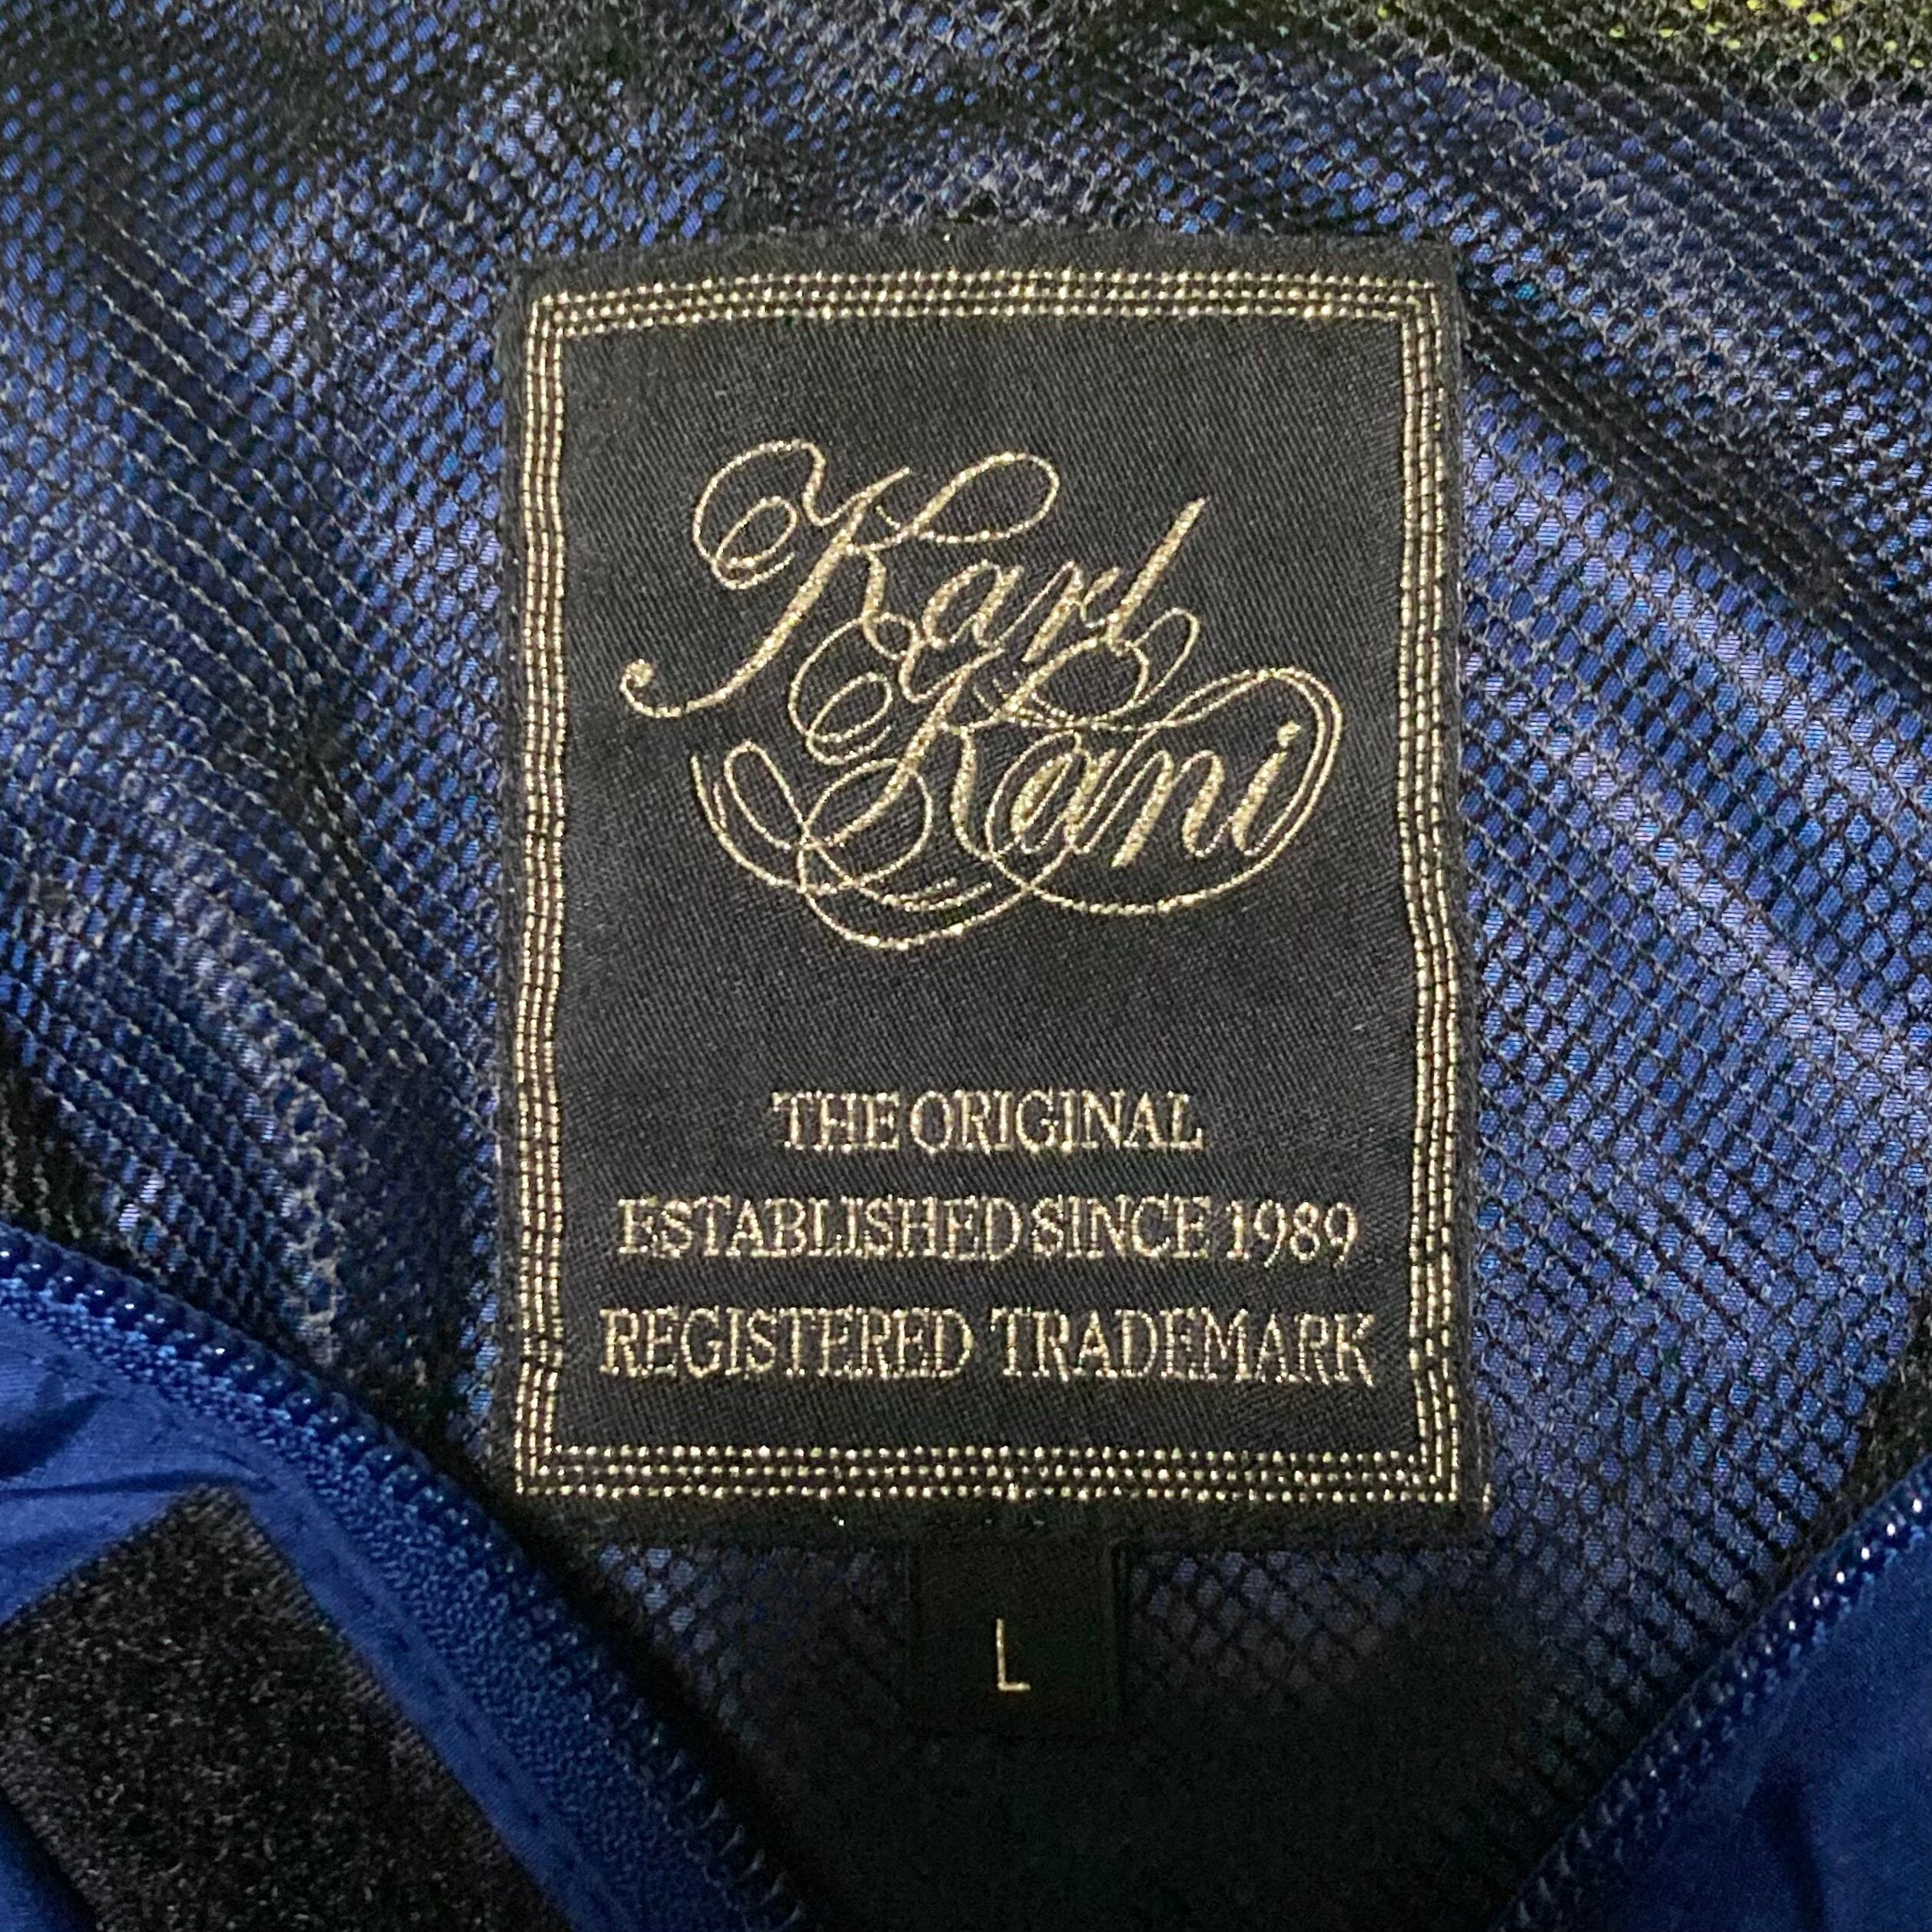 Karl
Kani
THE ORIGINAL
ESTABLISHED SINCE 1989
REGISTERED TRADEMARK
L